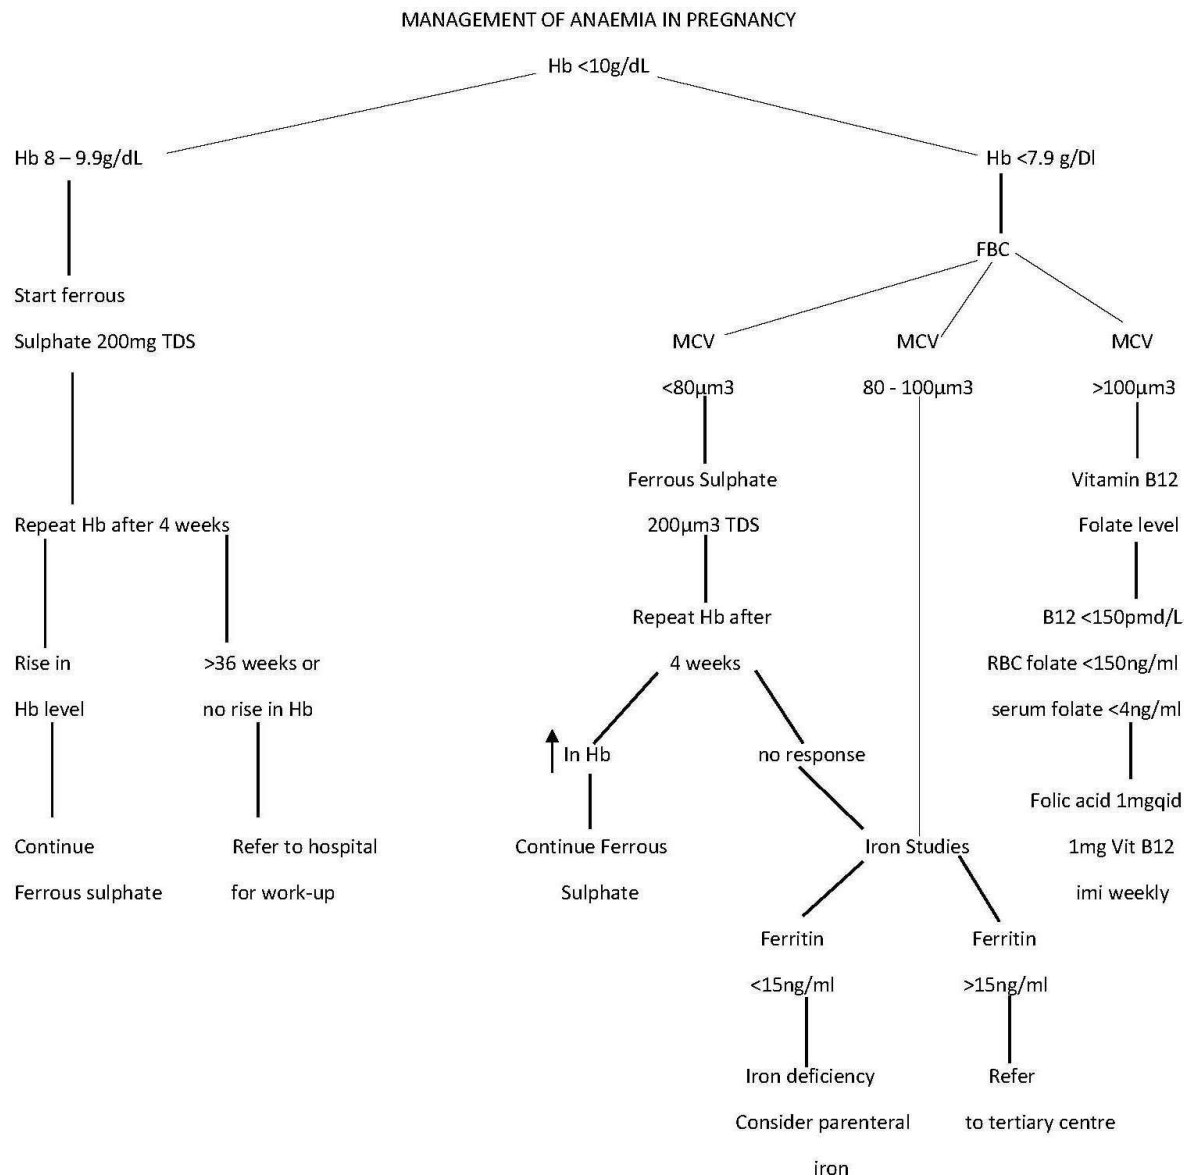 MANAGEMENT OF ANAEMIA IN PREGNANCY
Hb <10g/dL
Hb 8 – 9.9g/dL
Start ferrous
Sulphate 200mg TDS
Repeat Hb after 4 weeks
Rise in
Hb level
Continue
Ferrous sulphate
>36 weeks or
no rise in Hb
Refer to hospital
for work-up
Hb <7.9 g/Dl
FBC
MCV
<80µm3
Ferrous Sulphate
200µm3 TDS
Repeat Hb after
4 weeks
In Hb
Continue Ferrous
Sulphate
no response
MCV
80 - 100µm3
Iron Studies
Ferritin
<15ng/ml
Iron deficiency
Consider parenteral
iron
Ferritin
>15ng/ml
Refer
to tertiary centre
MCV
>100µm3
Vitamin B12
Folate level
B12 <150pmd/L
RBC folate <150ng/ml
serum folate <4ng/ml
Folic acid 1mgqid
1mg Vit B12
imi weekly